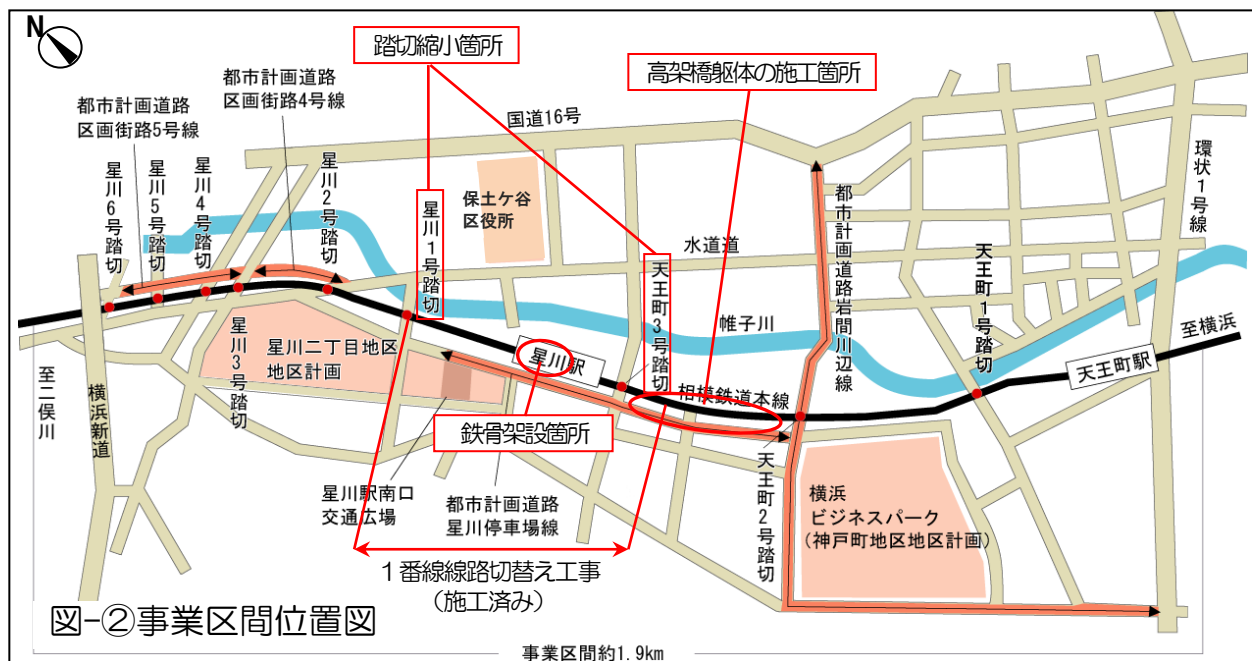 N
踏切縮小箇所
高架橋躯体の施工箇所
都市計画道路
区画街路4号線
都市計画道路
区画街路5号線
国道16号
星川6号踏切
星川5号踏切
星川4号踏切
星川2号踏切
星川1号踏切
保土ケ谷
区役所
水道道
天王町3号踏切
都市計画道路岩間川辺線
天王町1号踏切
環状1号線
帷子川
至横浜
天王町駅
星川駅
相模鉄道本線
星川3号踏切
星川二丁目地区
地区計画
至二俣川
横浜新道
鉄骨架設箇所
星川駅南口
交通広場
都市計画道路
星川停車場線
天王町2号踏切
横浜
ビジネスパーク
(神戸町地区地区計画)
1番線線路切替え工事
(施工済み)
図-②事業区間位置図
事業区間約1.9km